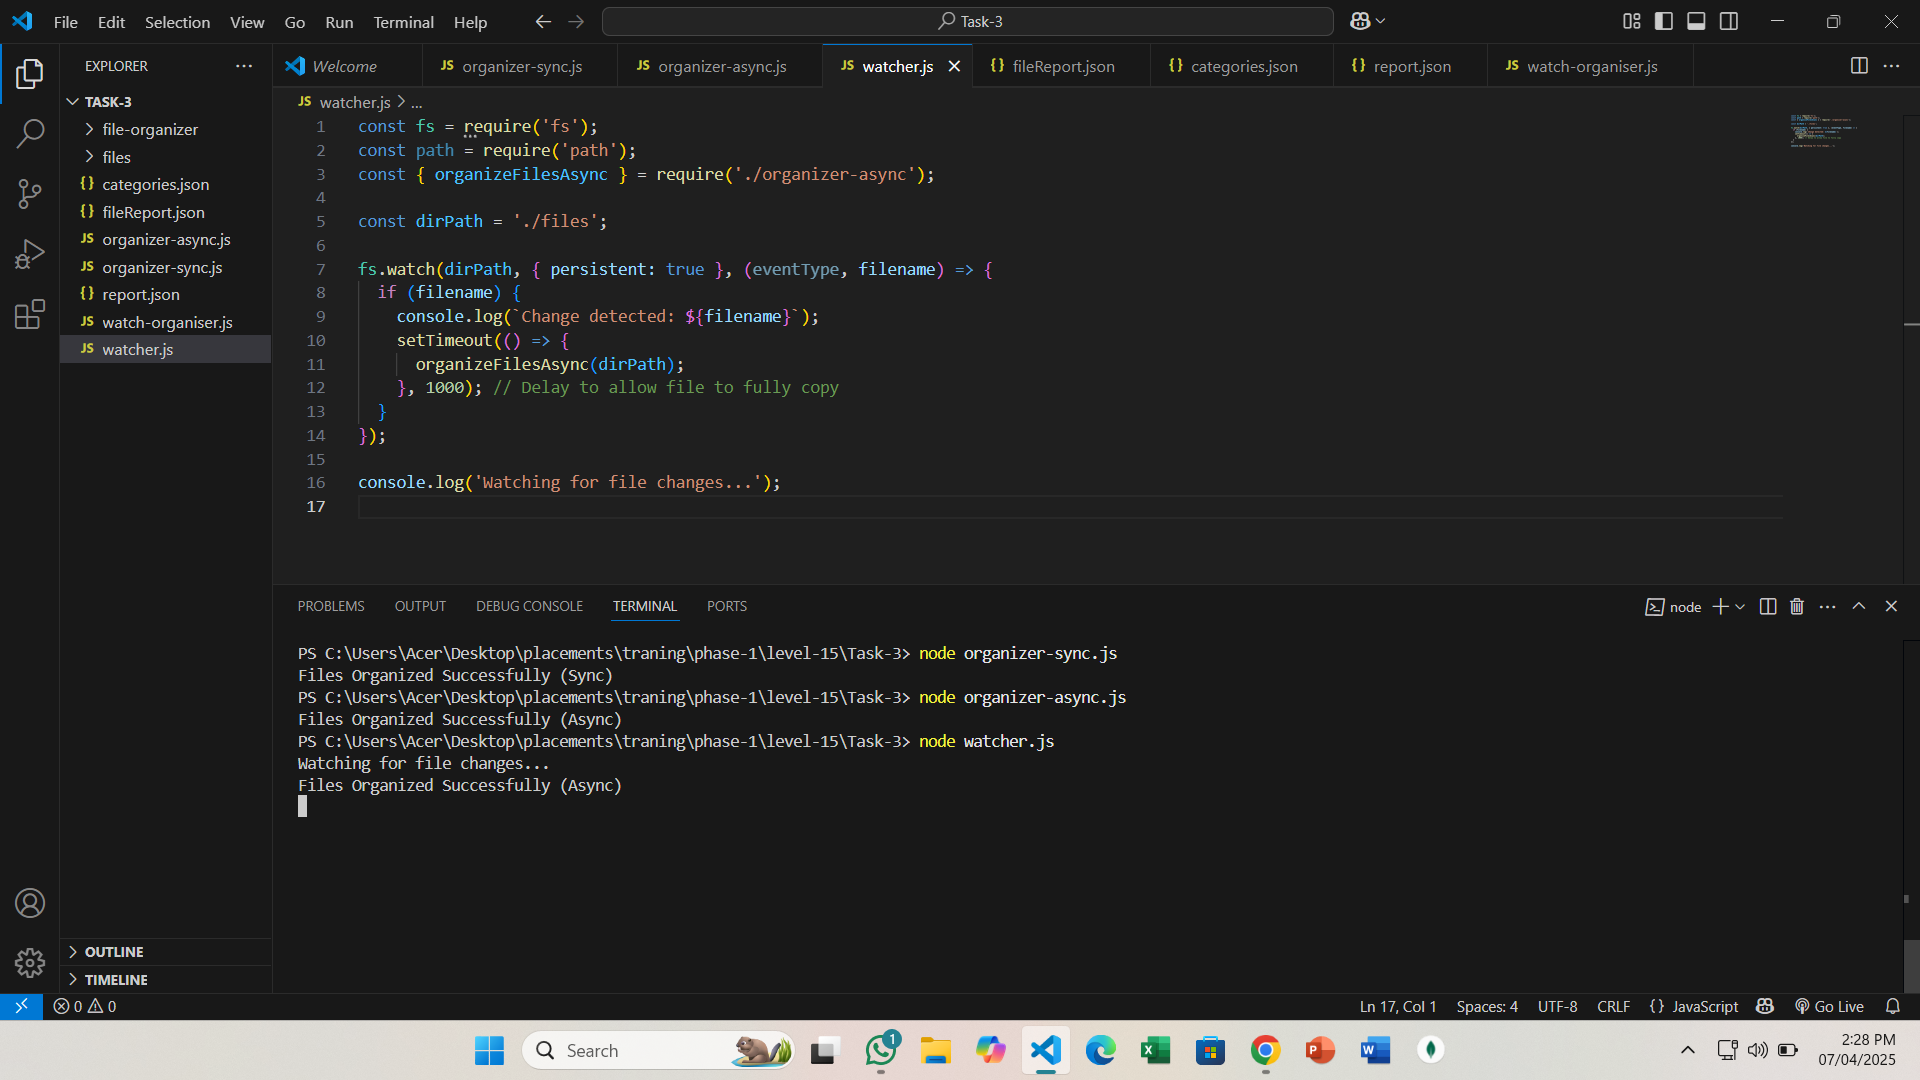 File Edit Selection View Go Run Terminal Help
Task-3
EXPLORER
TASK-3
file-organizer
files
categories.json
fileReport.json
organizer-async.js
organizer-sync.js
report.json
watch-organiser.js
watcher.js
OUTLINE
TIMELINE
Welcome
JS organizer-sync.js
JS organizer-async.js
JS watcher.js
{} fileReport.json
{} categories.json
{} report.json
JS watch-organiser.js
JS watcher.js > ...
1 const fs = require('fs');
2 const path = require('path');
3 const { organizeFilesAsync } = require('./organizer-async');
4
5 const dirPath = './files';
6
7 fs.watch(dirPath, { persistent: true }, (eventType, filename) => {
8 if (filename) {
9 console.log(`Change detected: ${filename}`);
10 setTimeout(() => {
11 organizeFilesAsync(dirPath);
12 }, 1000); // Delay to allow file to fully copy
13 }
14 });
15
16 console.log('Watching for file changes...');
17
PROBLEMS OUTPUT DEBUG CONSOLE TERMINAL PORTS
node
PS C:\Users\Acer\Desktop\placements\traning\phase-1\level-15\Task-3> node organizer-sync.js
Files Organized Successfully (Sync)
PS C:\Users\Acer\Desktop\placements\traning\phase-1\level-15\Task-3> node organizer-async.js
Files Organized Successfully (Async)
PS C:\Users\Acer\Desktop\placements\traning\phase-1\level-15\Task-3> node watcher.js
Watching for file changes...
Files Organized Successfully (Async)
0 0
Ln 17, Col 1 Spaces: 4 UTF-8 CRLF {} JavaScript Go Live
Search
1
2:28 PM
07/04/2025